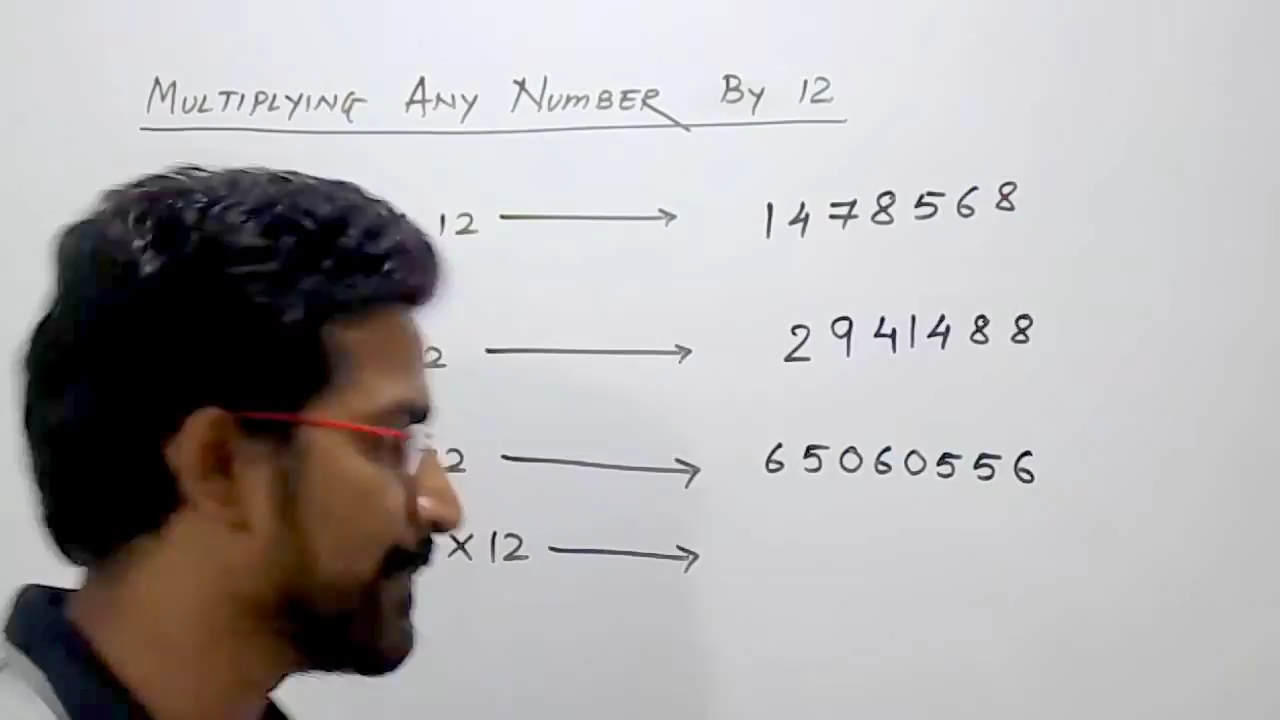 MULTIPLYING ANY NUMBER BY 12
12 → 1478568
2 → 2941488
2 → 65060556
×12 →